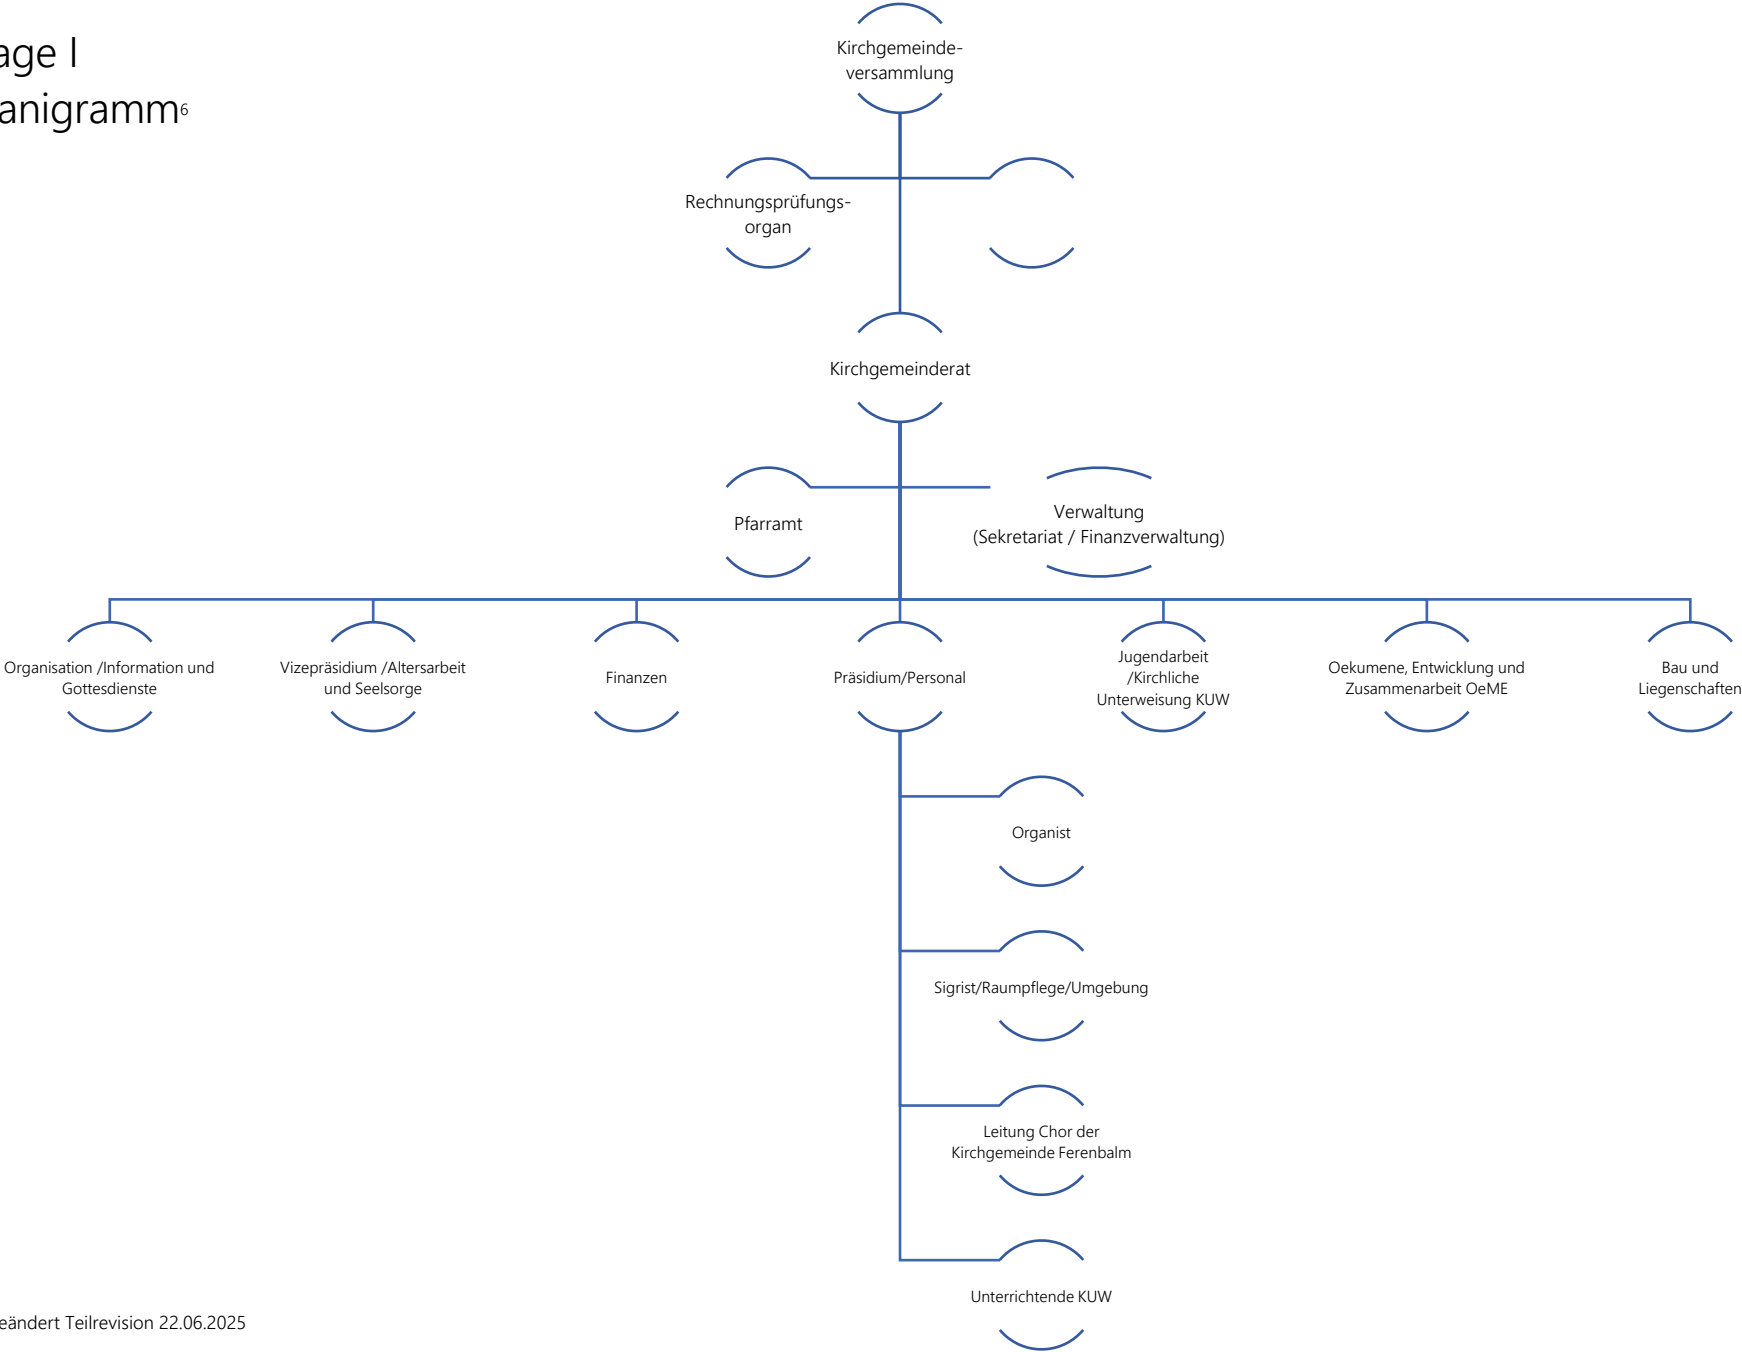 age I
anigramm6
Kirchgemeinde-
versammlung
Rechnungsprüfungs-
organ
Kirchgemeinderat
Pfarramt
Verwaltung
(Sekretariat / Finanzverwaltung)
Organisation /Information und
Gottesdienste
Vizepräsidium /Altersarbeit
und Seelsorge
Finanzen
Präsidium/Personal
Jugendarbeit
/Kirchliche
Unterweisung KUW
Oekumene, Entwicklung und
Zusammenarbeit OeME
Bau und
Liegenschaften
Organist
Sigrist/Raumpflege/Umgebung
Leitung Chor der
Kirchgemeinde Ferenbalm
Unterrichtende KUW
eändert Teilrevision 22.06.2025